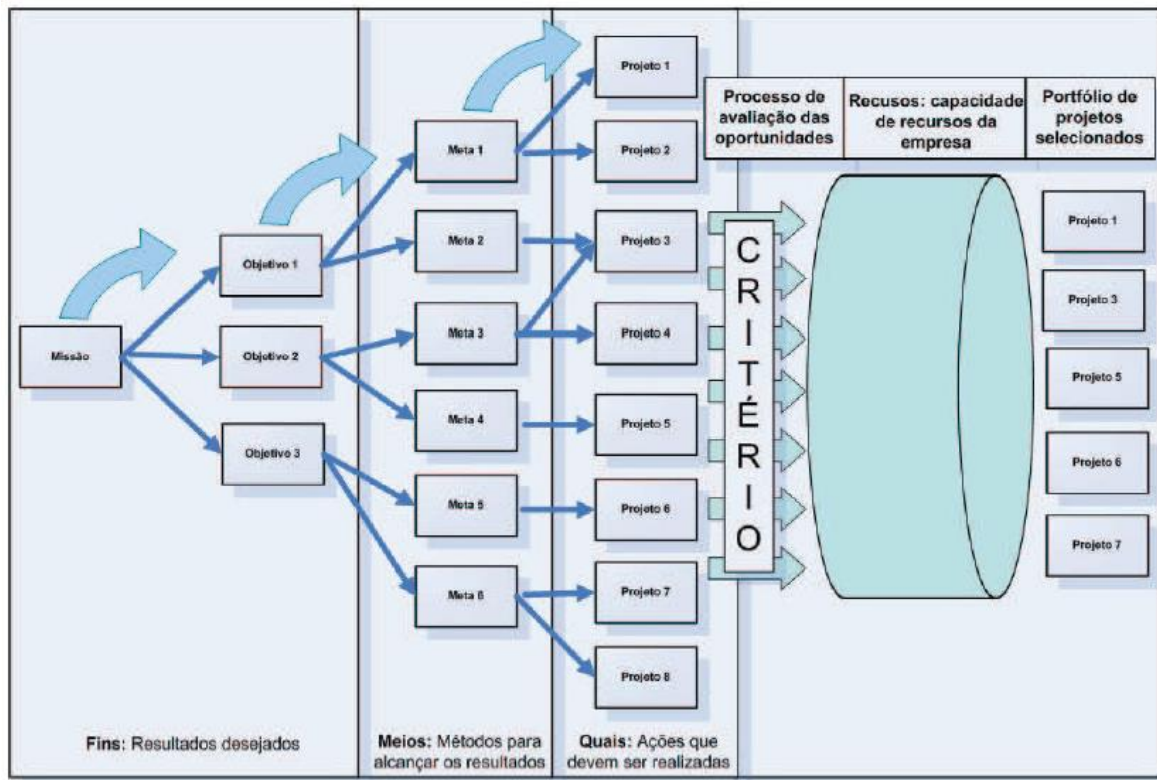 Missão
Objetivo 1
Objetivo 2
Objetivo 3
Meta 1
Meta 2
Meta 3
Meta 4
Meta 5
Meta 6
Projeto 1
Projeto 2
Projeto 3
Projeto 4
Projeto 5
Projeto 6
Projeto 7
Projeto 8
Fins: Resultados desejados
Meios: Métodos para
alcançar os resultados
Quais: Ações que
devem ser realizadas
Processo de
avaliação das
oportunidades
Recusos: capacidade
de recursos da
empresa
Portfólio de
projetos
selecionados
C
R
I
T
É
R
I
O
Projeto 1
Projeto 3
Projeto 5
Projeto 6
Projeto 7